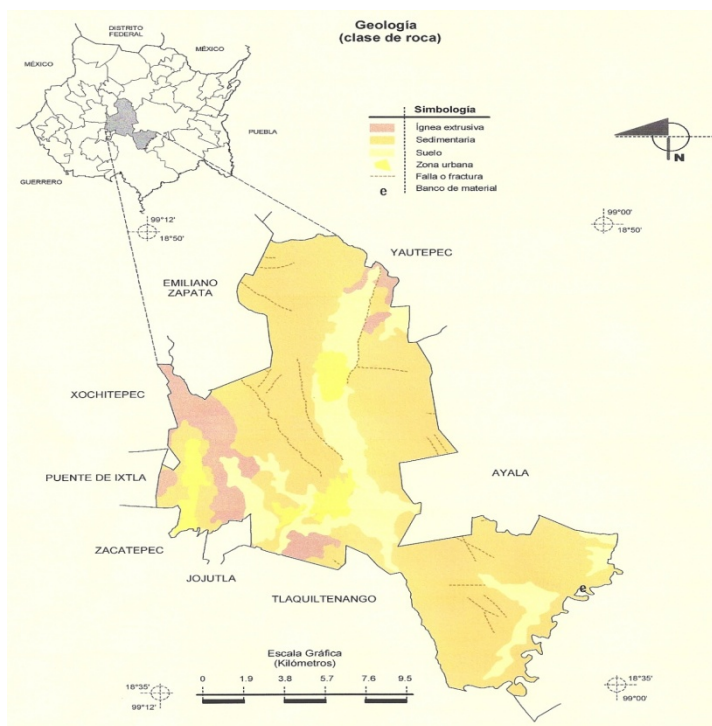 Geología
(clase de roca)
DISTRITO
FEDERAL
MÉXICO
MÉXICO
PUEBLA
GUERRERO
Simbología
Ígnea extrusiva
Sedimentaria
Suelo
Zona urbana
Falla o fractura
e Banco de material
N
99°12'
18°50'
99°00'
18°50'
YAUTEPEC
EMILIANO
ZAPATA
XOCHITEPEC
PUENTE DE IXTLA
AYALA
ZACATEPEC
JOJUTLA
TLAQUILTENANGO
e
Escala Gráfica
(Kilómetros)
0 1.9 3.8 5.7 7.6 9.5
18°35'
99°12'
18°35'
99°00'